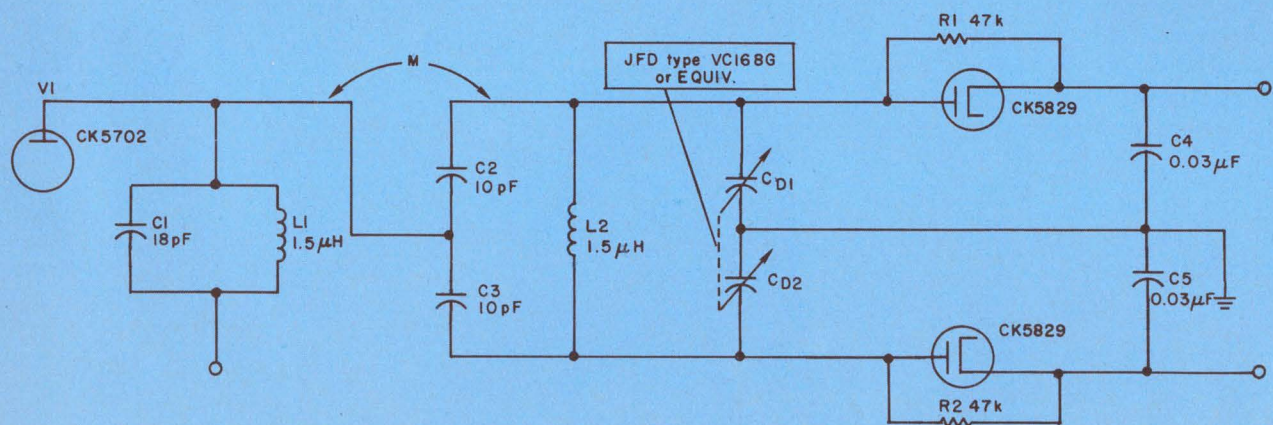 R1 47k
M
JFD type VC168G
or EQUIV.
V1
CK5702
CK5829
C4
0.03μF
C2
10pF
CD1
C1
18pF
L1
1.5μH
L2
1.5μH
C3
10pF
CD2
C5
0.03μF
CK5829
R2 47k